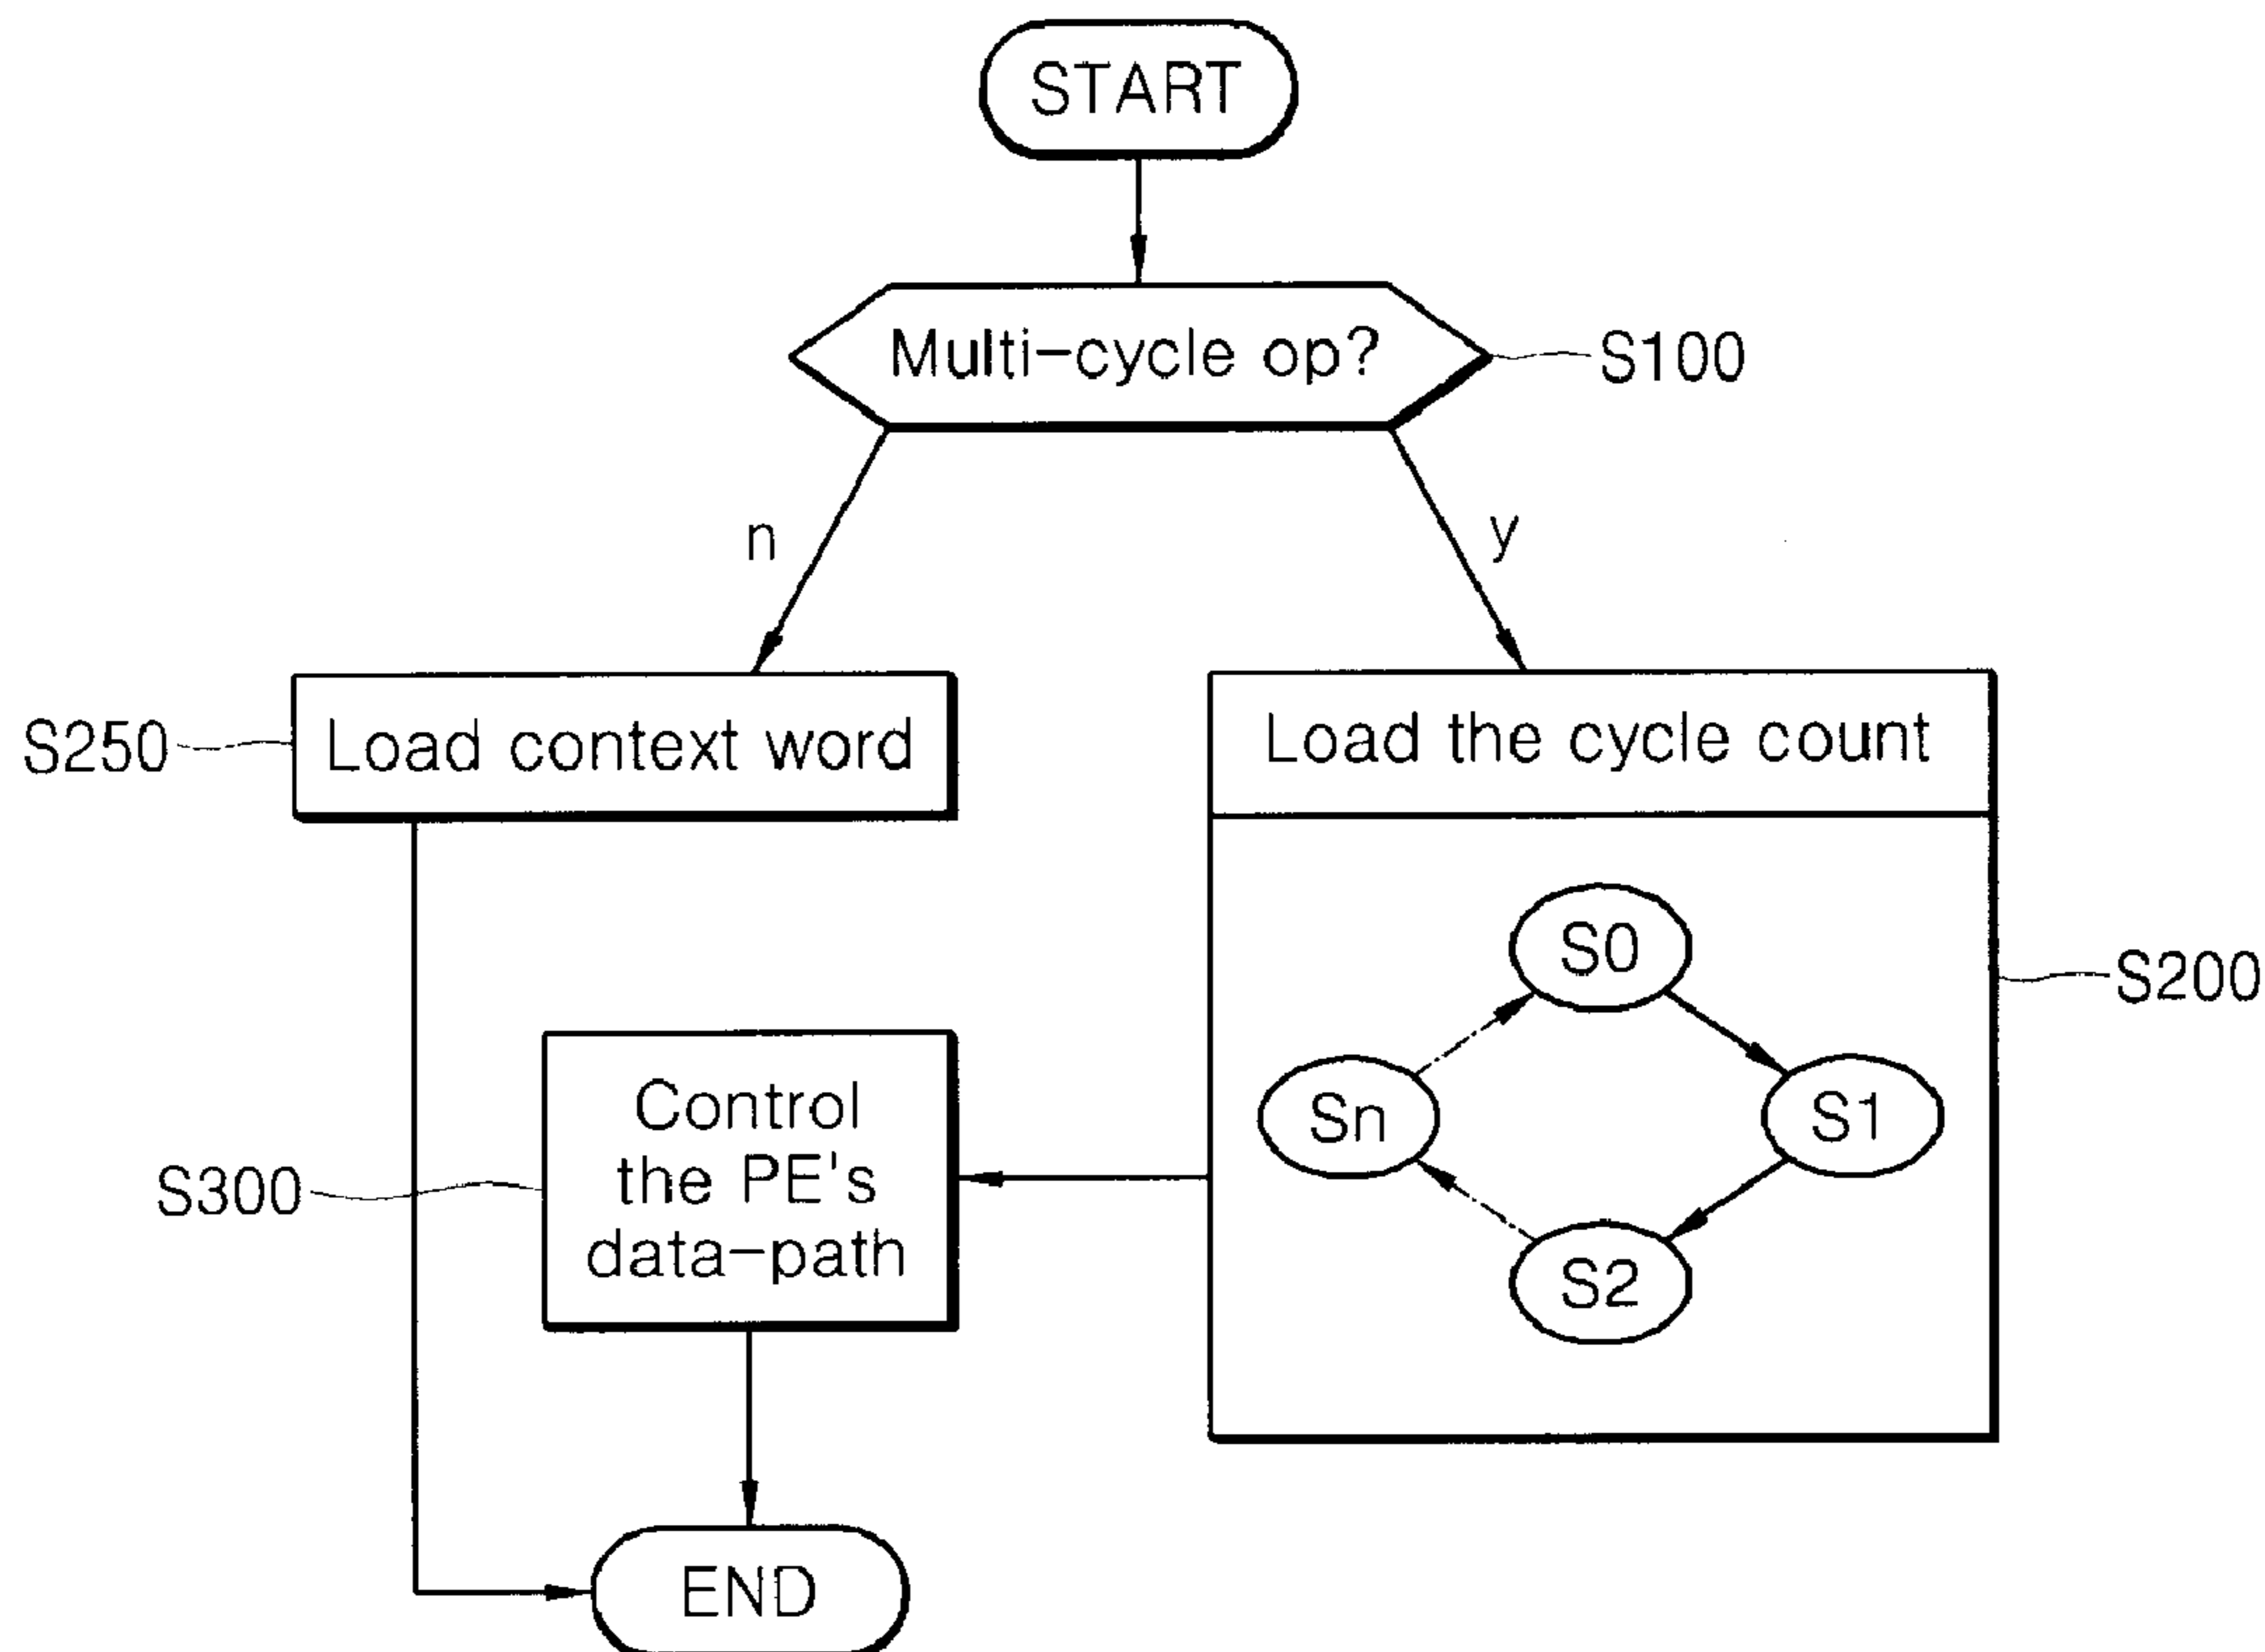 START
Multi-cycle op?
S100
n
y
S250
Load context word
Load the cycle count
S0
S200
Sn
S1
S2
Control
the PE's
data-path
S300
END